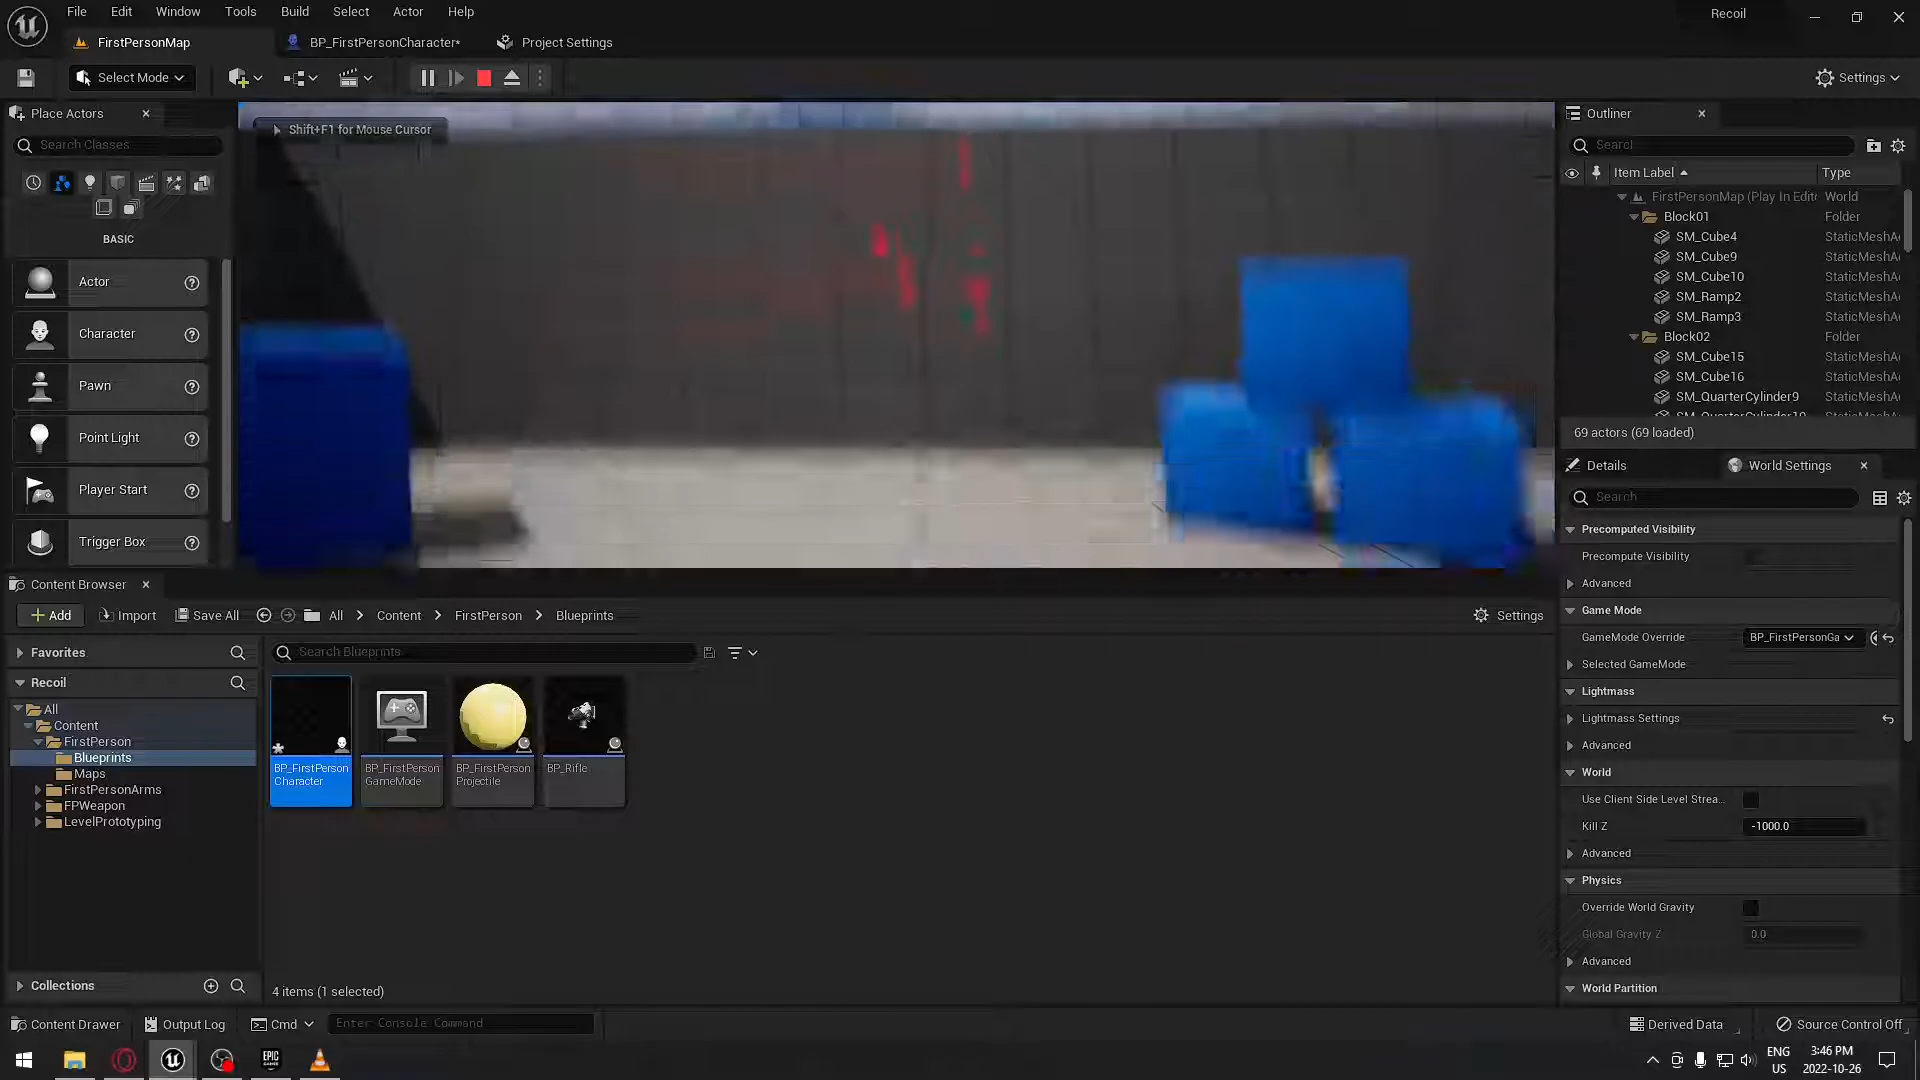 File Edit Window Tools Build Select Actor Help
Recoil
FirstPersonMap
BP_FirstPersonCharacter*
Project Settings
Select Mode
Settings
Place Actors
Search Classes
BASIC
Actor
Character
Pawn
Point Light
Player Start
Trigger Box
Shift+F1 for Mouse Cursor
Outliner
Item Label
Type
FirstPersonMap (Play In Edito World
Block01 Folder
SM_Cube4 StaticMeshA
SM_Cube9 StaticMeshA
SM_Cube10 StaticMeshA
SM_Ramp2 StaticMeshA
SM_Ramp3 StaticMeshA
Block02 Folder
SM_Cube15 StaticMeshA
SM_Cube16 StaticMeshA
SM_QuarterCylinder9 StaticMeshA
69 actors (69 loaded)
Details
World Settings
Search
Precomputed Visibility
Precompute Visibility
Advanced
Game Mode
GameMode Override BP_FirstPersonGa
Selected GameMode
Lightmass
Lightmass Settings
Advanced
World
Use Client Side Level Strea...
Kill Z -1000.0
Advanced
Physics
Override World Gravity
Global Gravity Z 0.0
Advanced
World Partition
Content Browser
Add Import Save All All Content FirstPerson Blueprints Settings
Favorites
Recoil
All
Content
FirstPerson
Blueprints
Maps
FirstPersonArms
FPWeapon
LevelPrototyping
Collections
Search Blueprints
BP_FirstPerson
Character
BP_FirstPerson
GameMode
BP_FirstPerson
Projectile
BP_Rifle
4 items (1 selected)
Content Drawer Output Log Cmd Enter Console Command
Derived Data Source Control Off
EPIC
GAMES
ENG
US
3:46 PM
2022-10-26